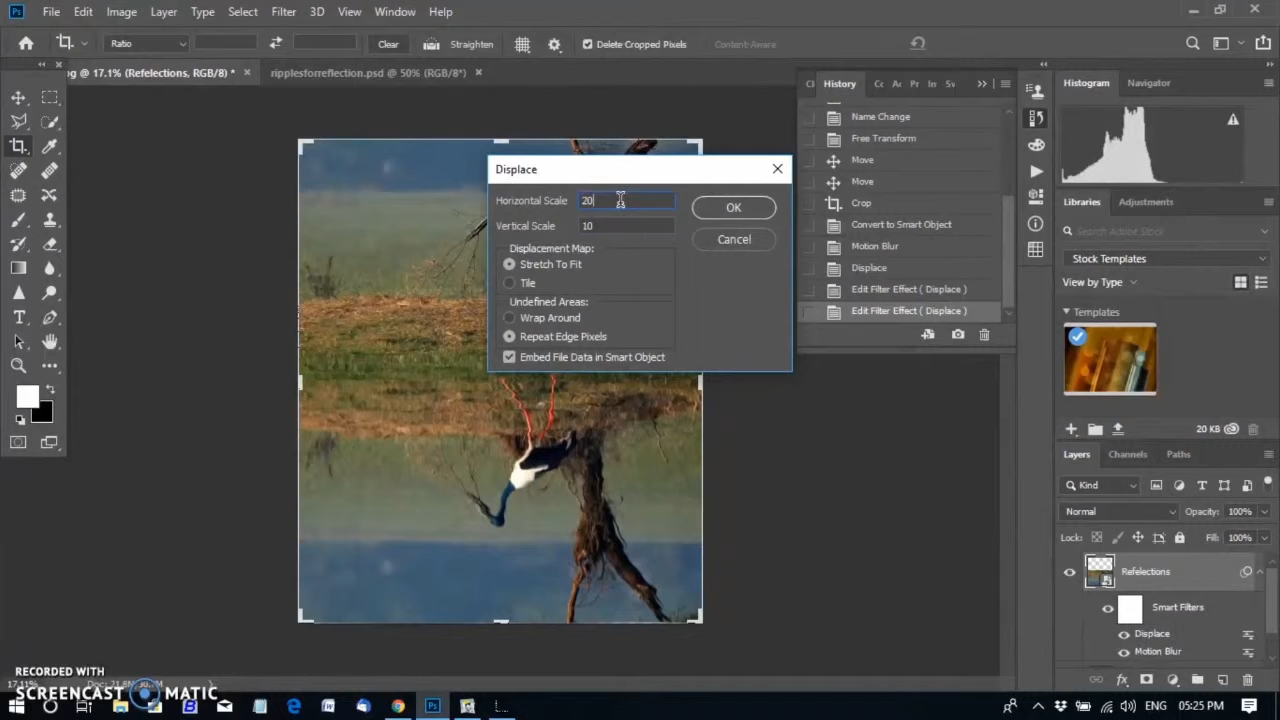 Ps File Edit Image Layer Type Select Filter 3D View Window Help
Ratio Clear Straighten Delete Cropped Pixels Content-Aware
g @ 17.1% (Refelections, RGB/8) * × ripplesforreflection.psd @ 50% (RGB/8*) ×
History
Histogram Navigator
Name Change
Free Transform
Move
Move
Crop
Convert to Smart Object
Motion Blur
Displace
Edit Filter Effect ( Displace )
Edit Filter Effect ( Displace )
Displace
Horizontal Scale 20
OK
Vertical Scale 10
Cancel
Displacement Map:
Stretch To Fit
Tile
Undefined Areas:
Wrap Around
Repeat Edge Pixels
Embed File Data in Smart Object
Libraries Adjustments
Search Adobe Stock
Stock Templates
View by Type
Templates
20 KB
Layers Channels Paths
Kind
Normal Opacity: 100%
Lock: Fill: 100%
Refelections
Smart Filters
Displace
Motion Blur
17.11%
RECORDED WITH
SCREENCAST MATIC
05:25 PM